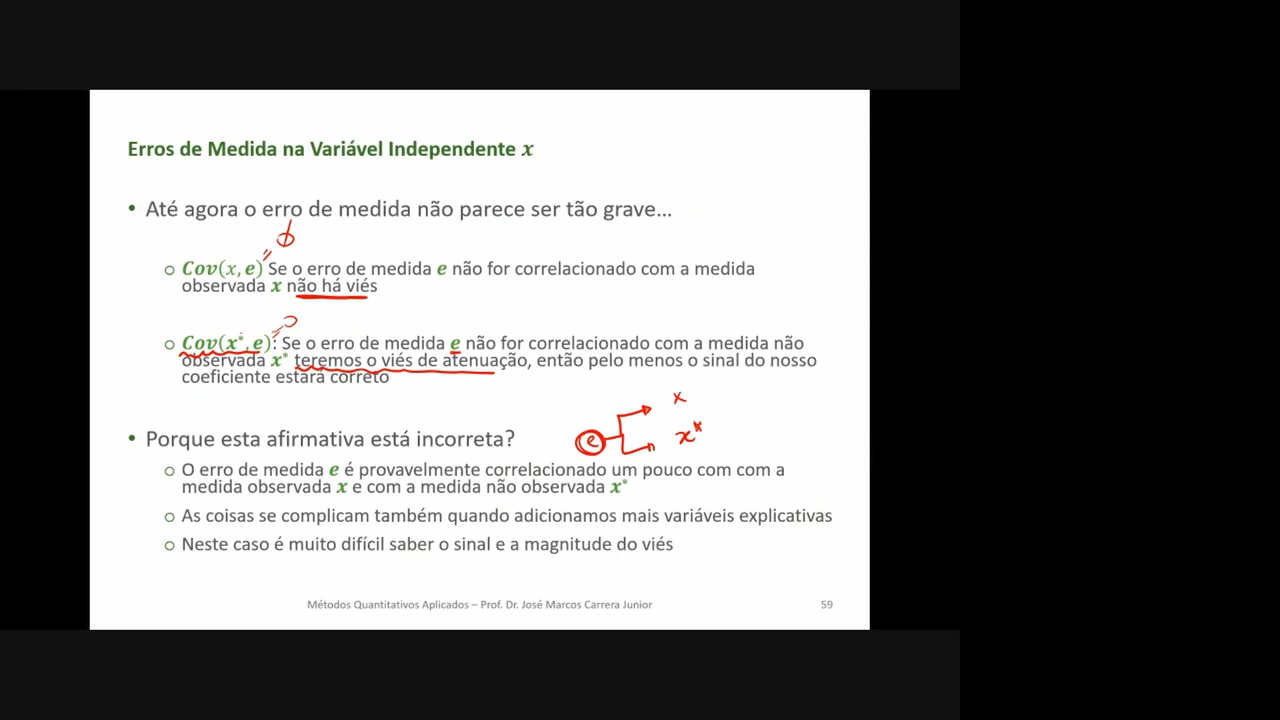 Erros de Medida na Variável Independente x
• Até agora o erro de medida não parece ser tão grave...
= 0
o Cov(x, e) Se o erro de medida e não for correlacionado com a medida
observada x não há viés
= 0
o Cov(x*, e): Se o erro de medida e não for correlacionado com a medida não
observada x* teremos o viés de atenuação, então pelo menos o sinal do nosso
coeficiente estará correto
x
• Porque esta afirmativa está incorreta?
e x*
o O erro de medida e é provavelmente correlacionado um pouco com com a
medida observada x e com a medida não observada x*
o As coisas se complicam também quando adicionamos mais variáveis explicativas
o Neste caso é muito difícil saber o sinal e a magnitude do viés
Métodos Quantitativos Aplicados – Prof. Dr. José Marcos Carrera Junior 59